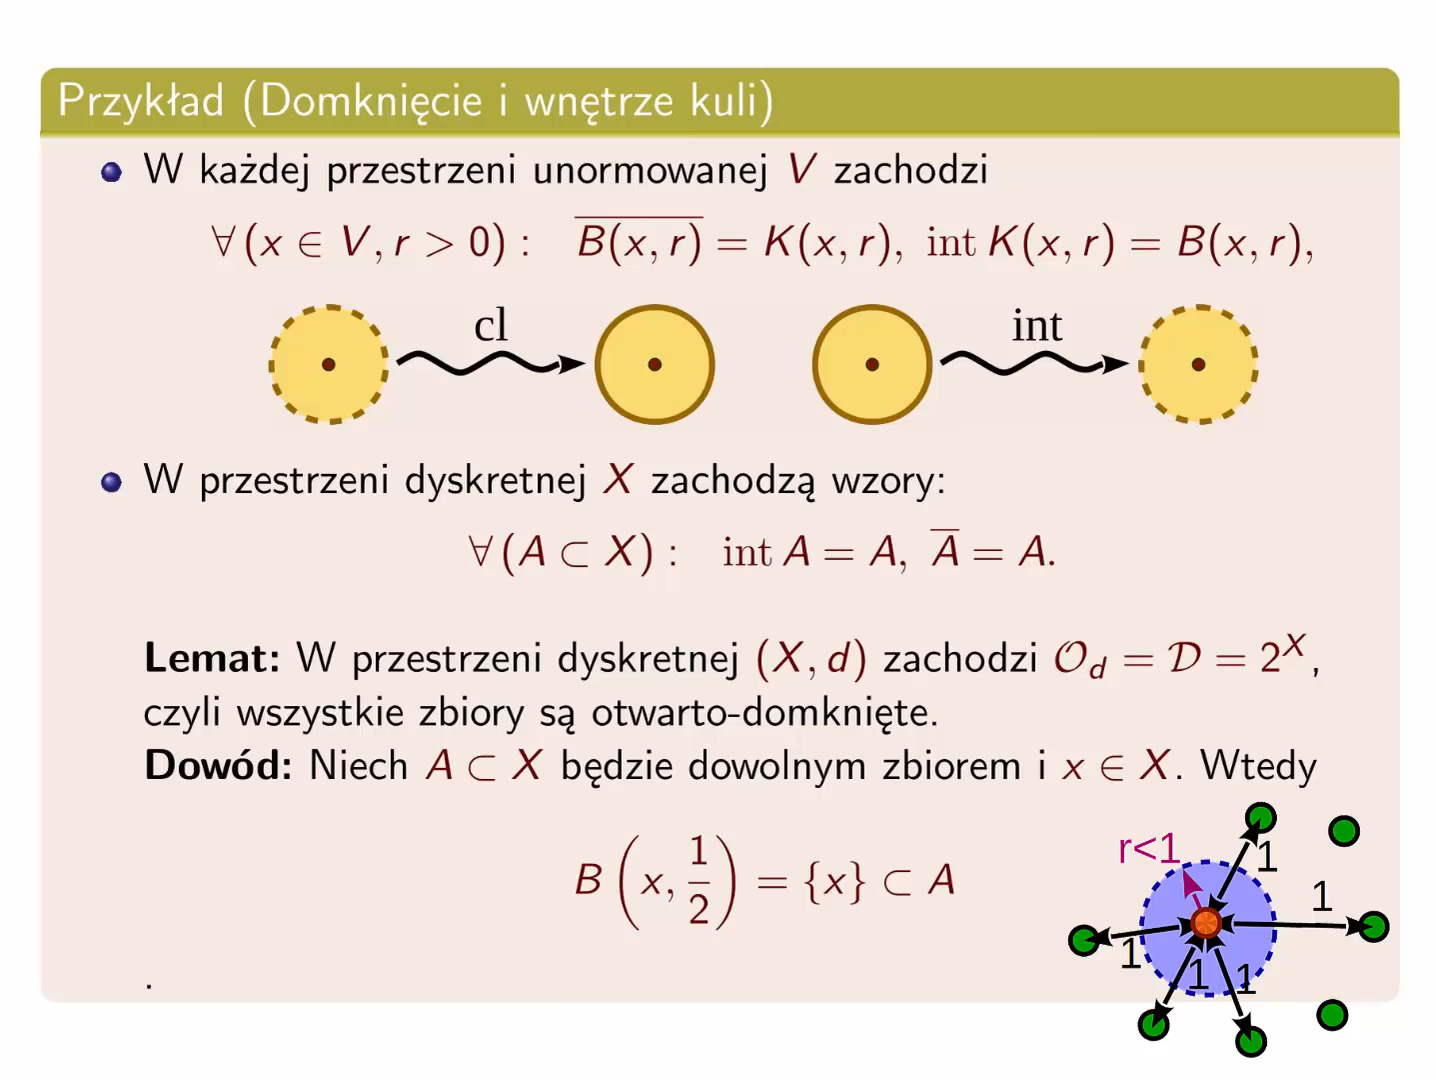 Przykład (Domknięcie i wnętrze kuli)
W każdej przestrzeni unormowanej V zachodzi
∀(x ∈ V, r > 0) : \overline{B(x, r)} = K(x, r), int K(x, r) = B(x, r),
cl int
W przestrzeni dyskretnej X zachodzą wzory:
∀(A ⊂ X) : int A = A, \overline{A} = A.
Lemat: W przestrzeni dyskretnej (X, d) zachodzi 𝒪_d = 𝒟 = 2^X,
czyli wszystkie zbiory są otwarto-domknięte.
Dowód: Niech A ⊂ X będzie dowolnym zbiorem i x ∈ X. Wtedy
B(x, 1/2) = {x} ⊂ A
.
r<1
1
1
1
1
1